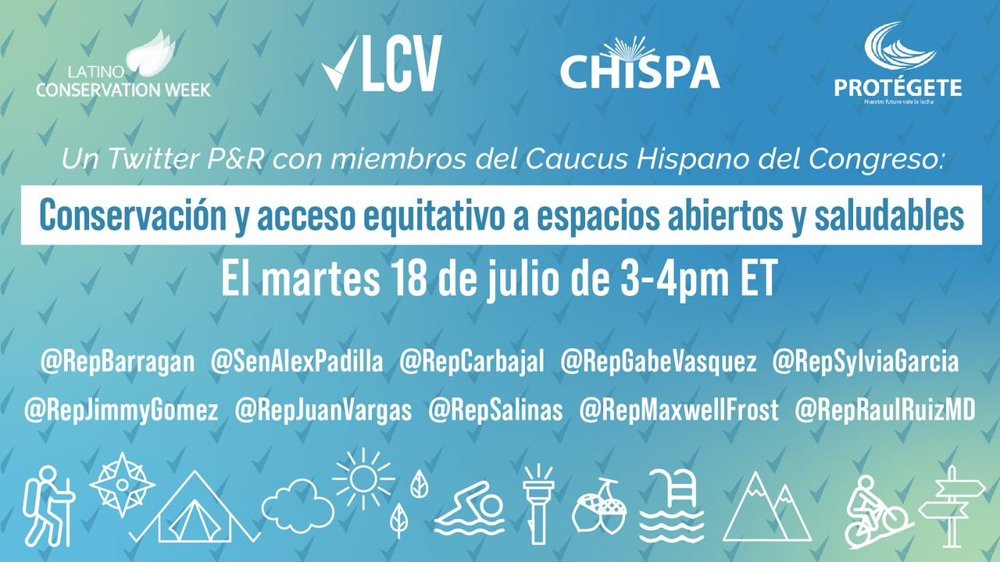 LATINO
CONSERVATION WEEK
LCV
CHISPA
PROTÉGETE
Nuestro futuro vale la lucha
Un Twitter P&R con miembros del Caucus Hispano del Congreso:
Conservación y acceso equitativo a espacios abiertos y saludables
El martes 18 de julio de 3-4pm ET
@RepBarragan @SenAlexPadilla @RepCarbajal @RepGabeVasquez @RepSylviaGarcia
@RepJimmyGomez @RepJuanVargas @RepSalinas @RepMaxwellFrost @RepRaulRuizMD